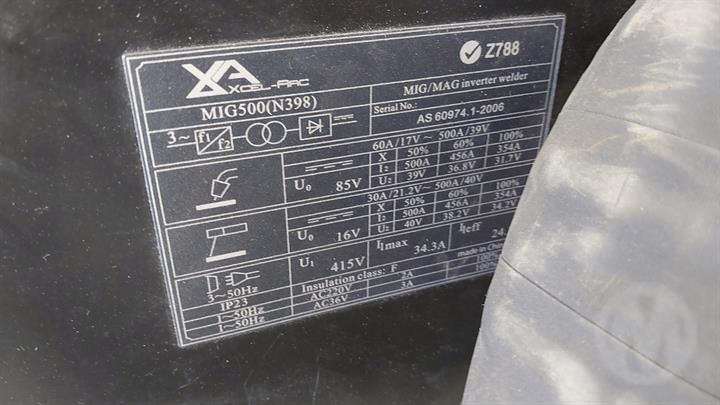 XA
XCEL-ARC
Z788
MIG500(N398)
MIG/MAG inverter welder
Serial No.:
AS 60974.1-2006
3~ f1 f2
60A/17V~ 500A/39V
X 50% 60% 100%
I2 500A 456A 354A
U2 39V 36.8V 31.7V
U0 85V
30A/21.2V~ 500A/40V
X 50% 60% 100%
I2 500A 456A 354A
U2 40V 38.2V 34.2V
U0 16V
U1 415V
I1max 34.3A
I1eff 24.
3~50Hz
Insulation class: F
made in Chin
IP23
1~50Hz AC220V 2A 100%
1~50Hz AC36V 3A 100%
M